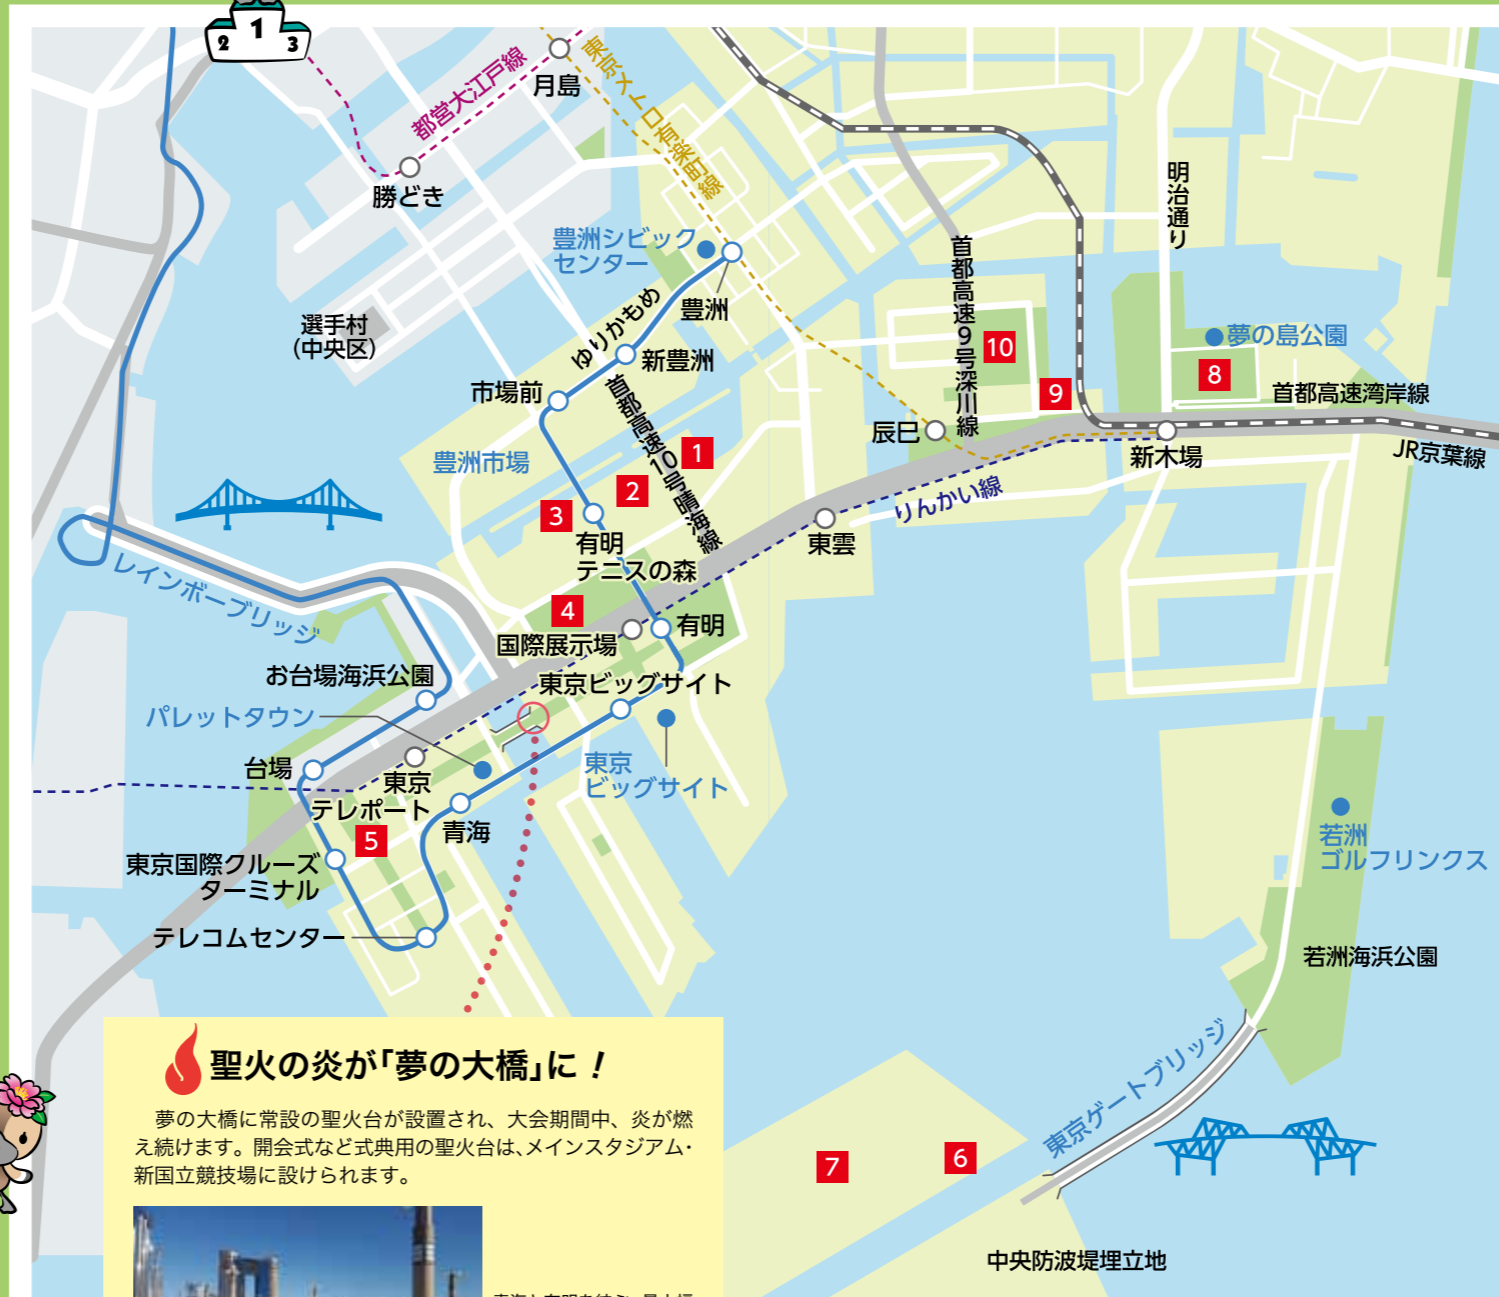 1
2
3
都営大江戸線
月島
東京メトロ有楽町線
勝どき
明治通り
豊洲シビック
センター
豊洲
首都高速9号深川線
選手村
(中央区)
ゆりかもめ
新豊洲
市場前
首都高速10号晴海線
10
9
夢の島公園
8
首都高速湾岸線
辰巳
新木場
JR京葉線
豊洲市場
1
2
3
りんかい線
有明
テニスの森
東雲
レインボーブリッジ
4
国際展示場
有明
お台場海浜公園
東京ビッグサイト
パレットタウン
台場
東京
テレポート
東京
ビッグサイト
青海
5
東京国際クルーズ
ターミナル
テレコムセンター
若洲
ゴルフリンクス
若洲海浜公園
東京ゲートブリッジ
7
6
中央防波堤埋立地
聖火の炎が「夢の大橋」に！
夢の大橋に常設の聖火台が設置され、大会期間中、炎が燃
え続けます。開会式など式典用の聖火台は、メインスタジアム・
新国立競技場に設けられます。